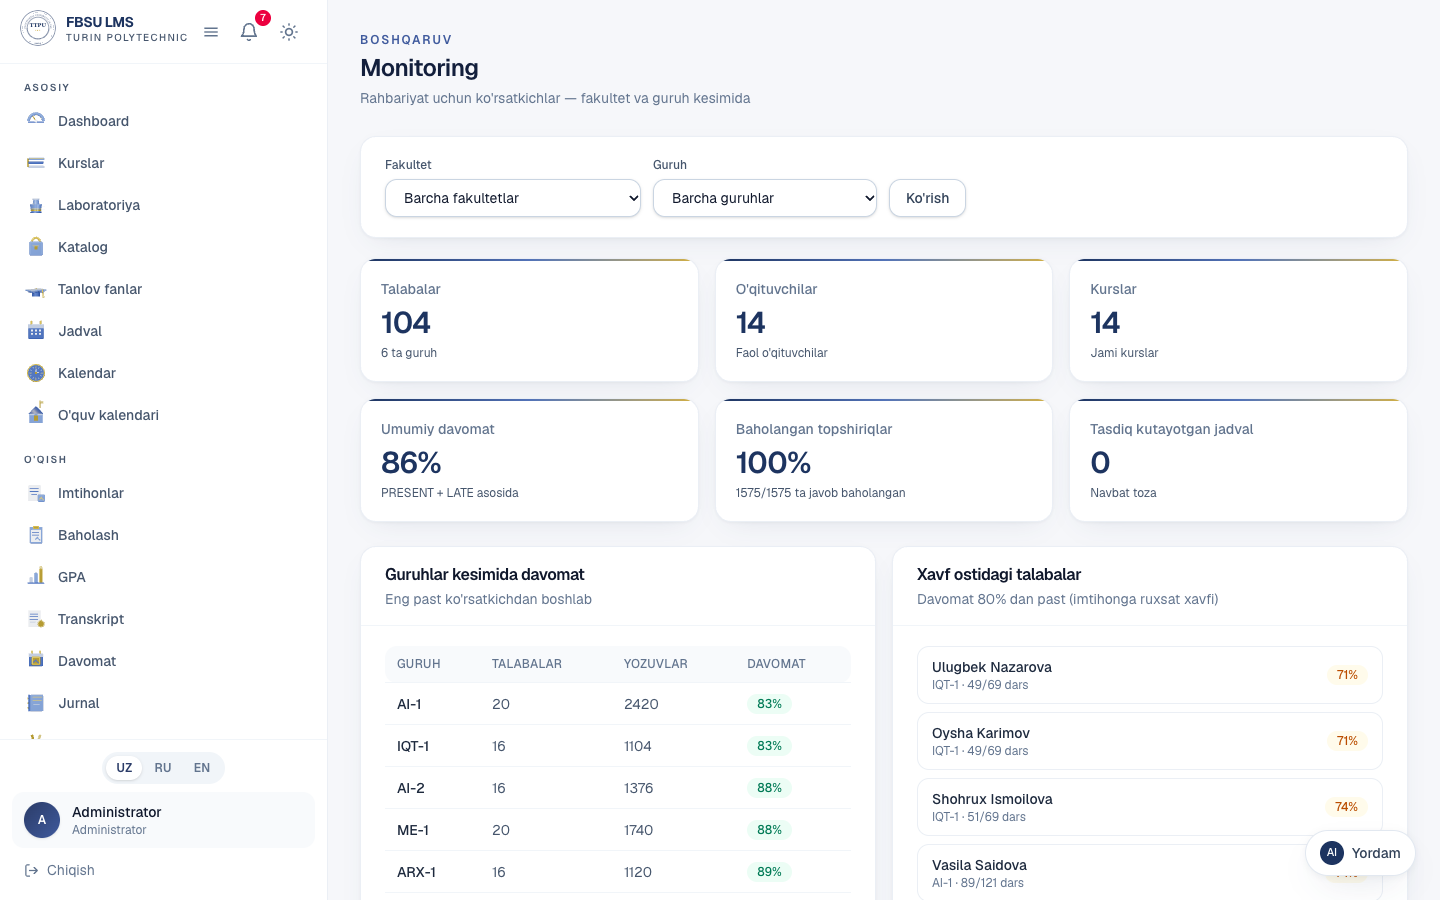 TTPU
FBSU LMS
TURIN POLYTECHNIC
7
ASOSIY
Dashboard
Kurslar
Laboratoriya
Katalog
Tanlov fanlar
Jadval
Kalendar
O'quv kalendari
O'QISH
Imtihonlar
Baholash
GPA
Transkript
Davomat
Jurnal
UZ RU EN
A
Administrator
Administrator
Chiqish
BOSHQARUV
Monitoring
Rahbariyat uchun ko'rsatkichlar — fakultet va guruh kesimida
Fakultet Guruh
Barcha fakultetlar Barcha guruhlar Ko'rish
Talabalar
104
6 ta guruh
O'qituvchilar
14
Faol o'qituvchilar
Kurslar
14
Jami kurslar
Umumiy davomat
86%
PRESENT + LATE asosida
Baholangan topshiriqlar
100%
1575/1575 ta javob baholangan
Tasdiq kutayotgan jadval
0
Navbat toza
Guruhlar kesimida davomat
Eng past ko'rsatkichdan boshlab
GURUH TALABALAR YOZUVLAR DAVOMAT
AI-1 20 2420 83%
IQT-1 16 1104 83%
AI-2 16 1376 88%
ME-1 20 1740 88%
ARX-1 16 1120 89%
Xavf ostidagi talabalar
Davomat 80% dan past (imtihonga ruxsat xavfi)
Ulugbek Nazarova
IQT-1 · 49/69 dars
71%
Oysha Karimov
IQT-1 · 49/69 dars
71%
Shohrux Ismoilova
IQT-1 · 51/69 dars
74%
Vasila Saidova
AI-1 · 89/121 dars
AI Yordam